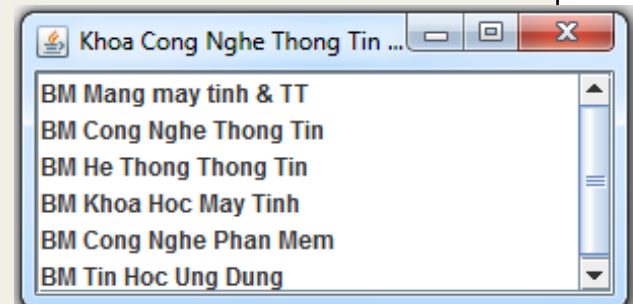 Khoa Cong Nghe Thong Tin ...
BM Mang may tinh & TT
BM Cong Nghe Thong Tin
BM He Thong Thong Tin
BM Khoa Hoc May Tinh
BM Cong Nghe Phan Mem
BM Tin Hoc Ung Dung